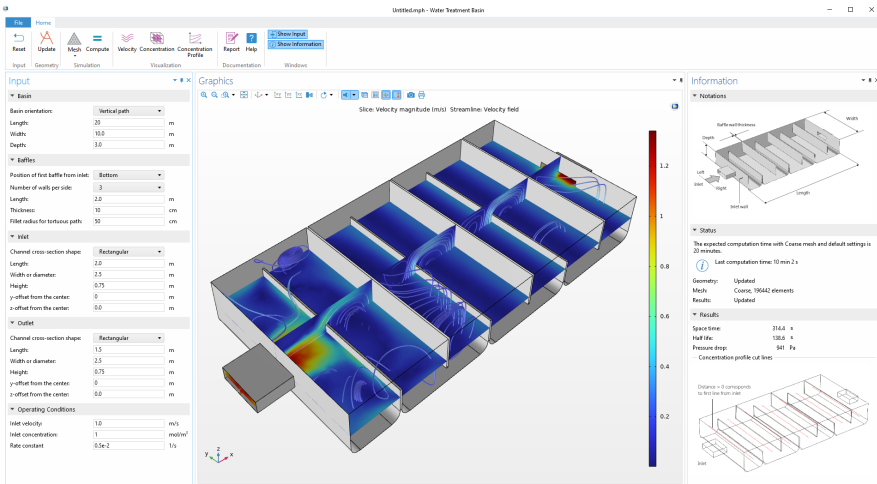 Untitled.mph - Water Treatment Basin
File Home
Reset Update Mesh Compute Velocity Concentration Concentration Profile Report Help Show Input
Show Information
Input Geometry Simulation Visualization Documentation Windows
Input
Basin
Basin orientation: Vertical path
Length: 20 m
Width: 10.0 m
Depth: 3.0 m
Baffles
Position of first baffle from inlet: Bottom
Number of walls per side: 3
Length: 2.0 m
Thickness: 10 cm
Fillet radius for tortuous path: 50 cm
Inlet
Channel cross-section shape: Rectangular
Length: 2.0 m
Width or diameter: 2.5 m
Height: 0.75 m
y-offset from the center: 0 m
z-offset from the center: 0.0 m
Outlet
Channel cross-section shape: Rectangular
Length: 1.5 m
Width or diameter: 2.5 m
Height: 0.75 m
y-offset from the center: 0 m
z-offset from the center: 0.0 m
Operating Conditions
Inlet velocity: 1.0 m/s
Inlet concentration: 1 mol/m³
Rate constant 0.5e-2 1/s
Graphics
Slice: Velocity magnitude (m/s) Streamline: Velocity field
1.2
1
0.8
0.6
0.4
0.2
y z x
Information
Notations
Baffle wall thickness
Width
Depth
Left
Inlet
Right
Inlet wall
Length
Status
The expected computation time with Coarse mesh and default settings is
20 minutes.
Last computation time: 10 min 2 s
Geometry: Updated
Mesh: Coarse, 196442 elements
Results: Updated
Results
Space time: 314.4 s
Half life: 138.6 s
Pressure drop: 941 Pa
Concentration profile cut lines
Distance = 0 corresponds
to first line from inlet
Inlet